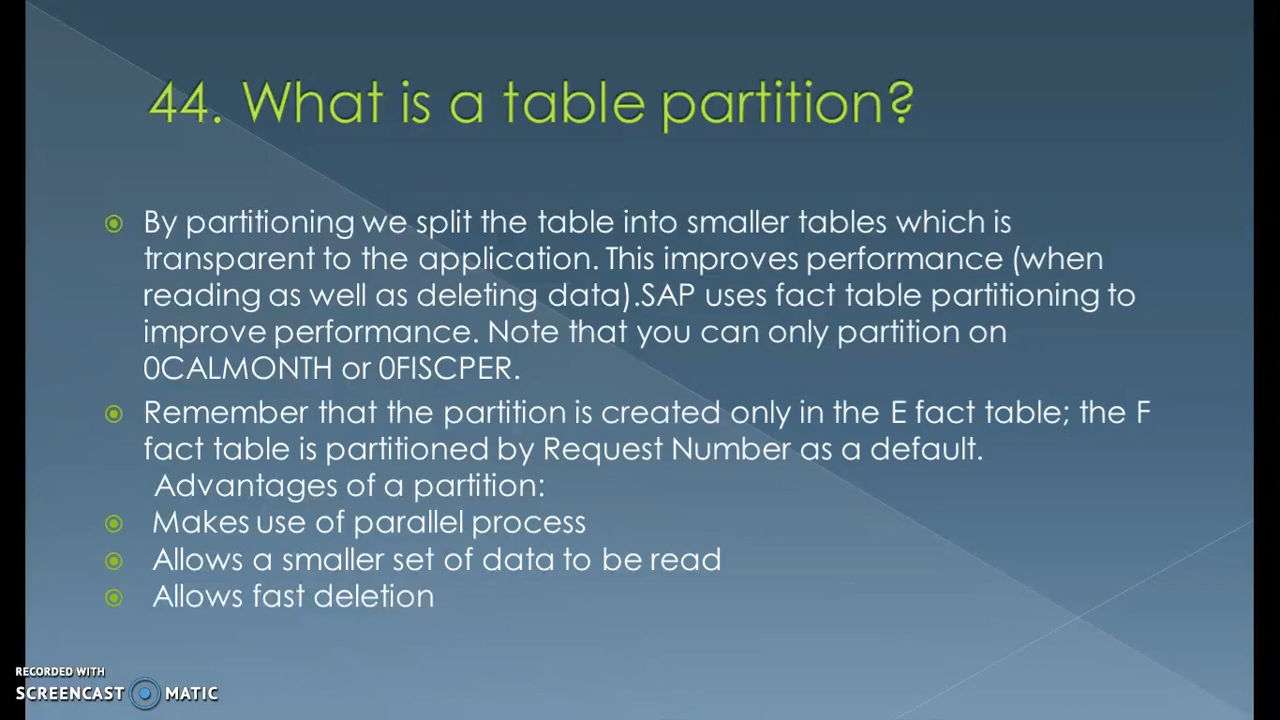 44. What is a table partition?
By partitioning we split the table into smaller tables which is
transparent to the application. This improves performance (when
reading as well as deleting data).SAP uses fact table partitioning to
improve performance. Note that you can only partition on
0CALMONTH or 0FISCPER.
Remember that the partition is created only in the E fact table; the F
fact table is partitioned by Request Number as a default.
Advantages of a partition:
Makes use of parallel process
Allows a smaller set of data to be read
Allows fast deletion
RECORDED WITH
SCREENCAST MATIC